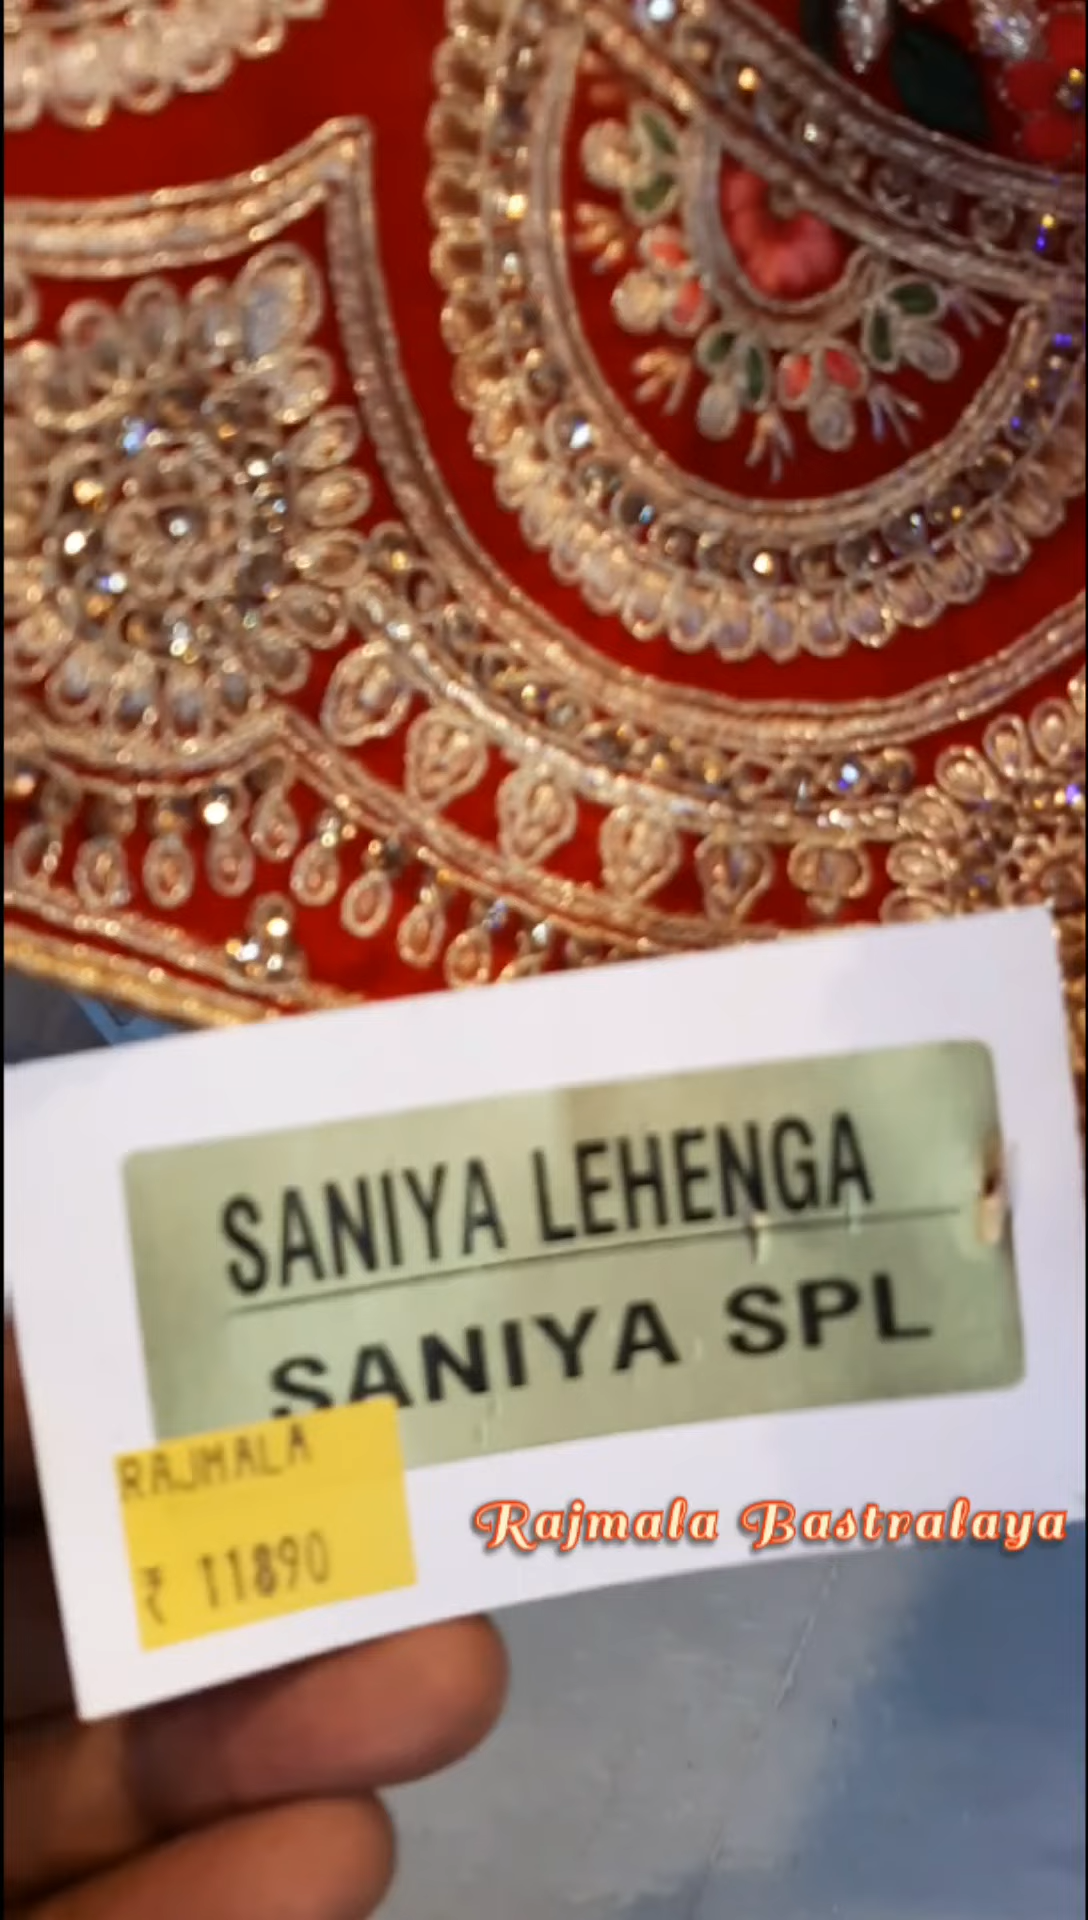 SANIYA LEHENGA
SANIYA SPL
RAJMALA
₹ 11890
Rajmala Bastralaya